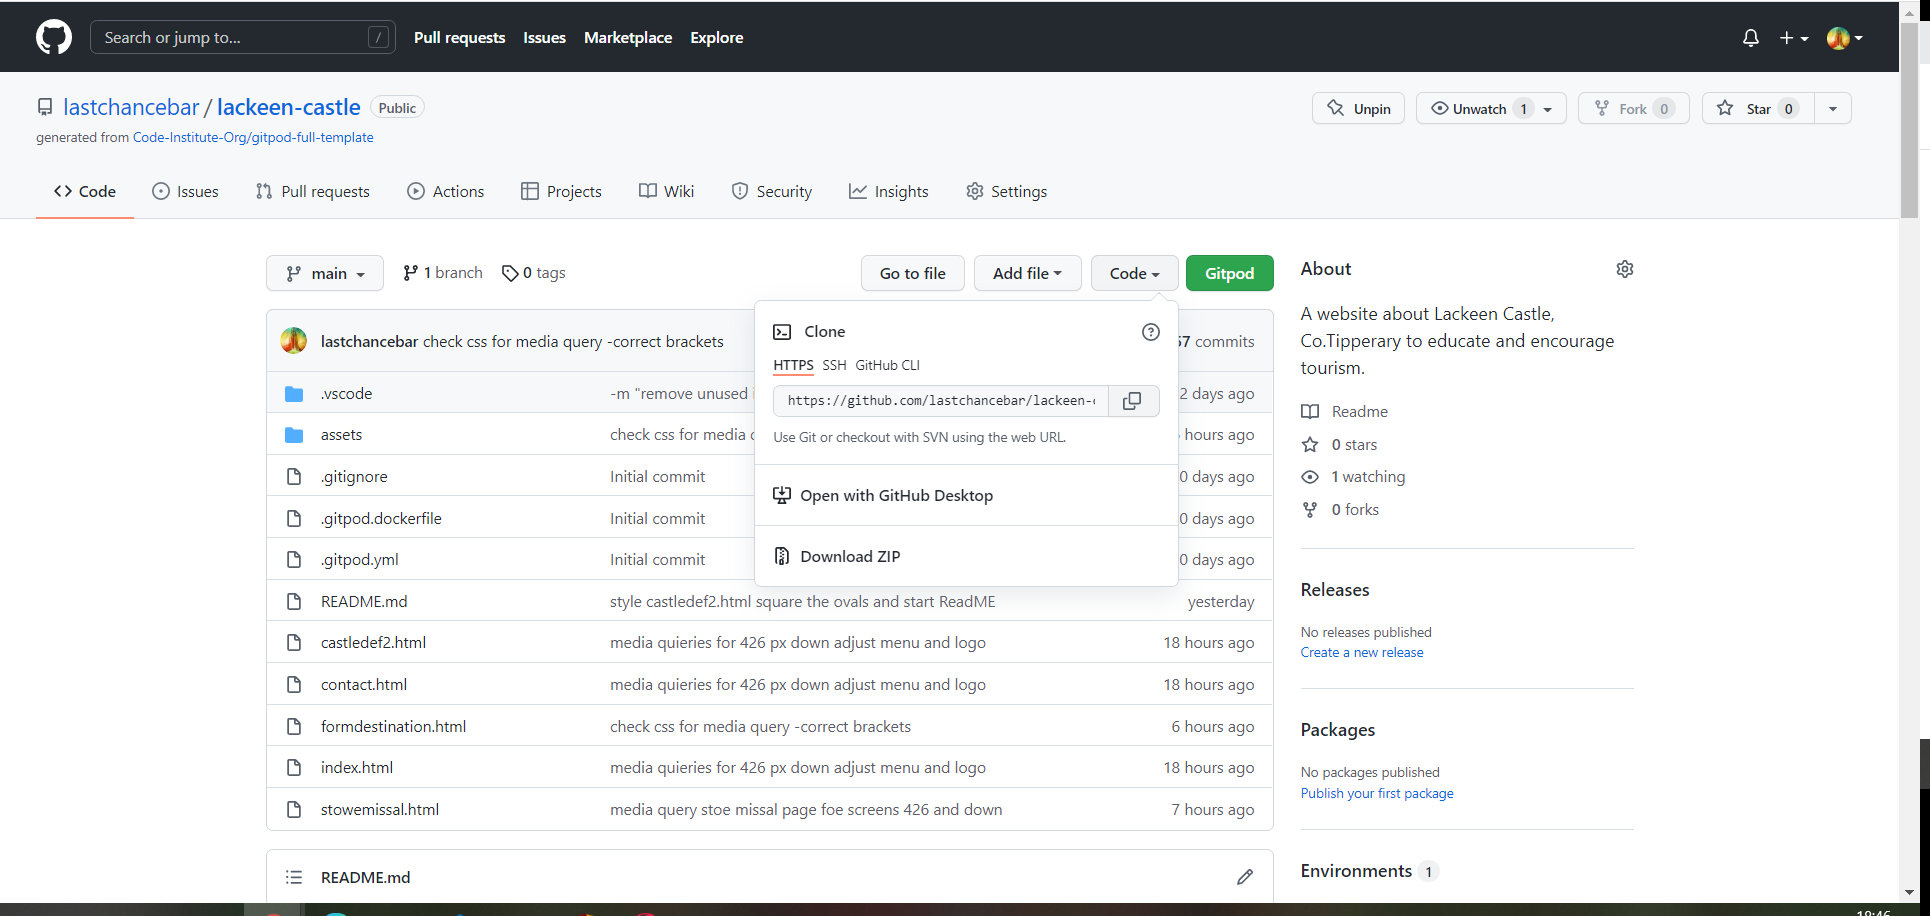 Search or jump to... /
Pull requests Issues Marketplace Explore
lastchancebar / lackeen-castle Public
generated from Code-Institute-Org/gitpod-full-template
Unpin Unwatch 1 Fork 0 Star 0
Code Issues Pull requests Actions Projects Wiki Security Insights Settings
main 1 branch 0 tags
Go to file Add file Code Gitpod
lastchancebar check css for media query -correct brackets
commits
.vscode -m "remove unused
2 days ago
assets check css for media
hours ago
.gitignore Initial commit
0 days ago
.gitpod.dockerfile Initial commit
0 days ago
.gitpod.yml Initial commit
0 days ago
README.md style castledef2.html square the ovals and start ReadME yesterday
castledef2.html media quieries for 426 px down adjust menu and logo 18 hours ago
contact.html media quieries for 426 px down adjust menu and logo 18 hours ago
formdestination.html check css for media query -correct brackets 6 hours ago
index.html media quieries for 426 px down adjust menu and logo 18 hours ago
stowemissal.html media query stoe missal page foe screens 426 and down 7 hours ago
README.md
Clone
HTTPS SSH GitHub CLI
https://github.com/lastchancebar/lackeen-
Use Git or checkout with SVN using the web URL.
Open with GitHub Desktop
Download ZIP
About
A website about Lackeen Castle,
Co.Tipperary to educate and encourage
tourism.
Readme
0 stars
1 watching
0 forks
Releases
No releases published
Create a new release
Packages
No packages published
Publish your first package
Environments 1